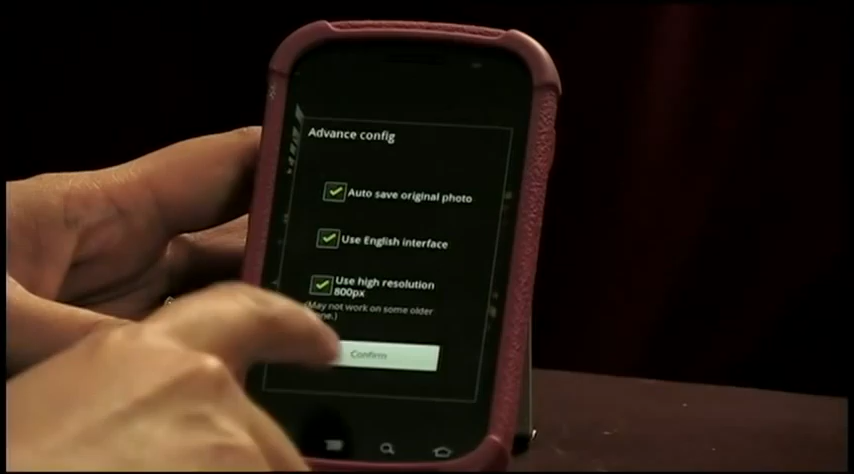 Advance config
Auto save original photo
Use English interface
Use high resolution
800px
(May not work on some older
Confirm